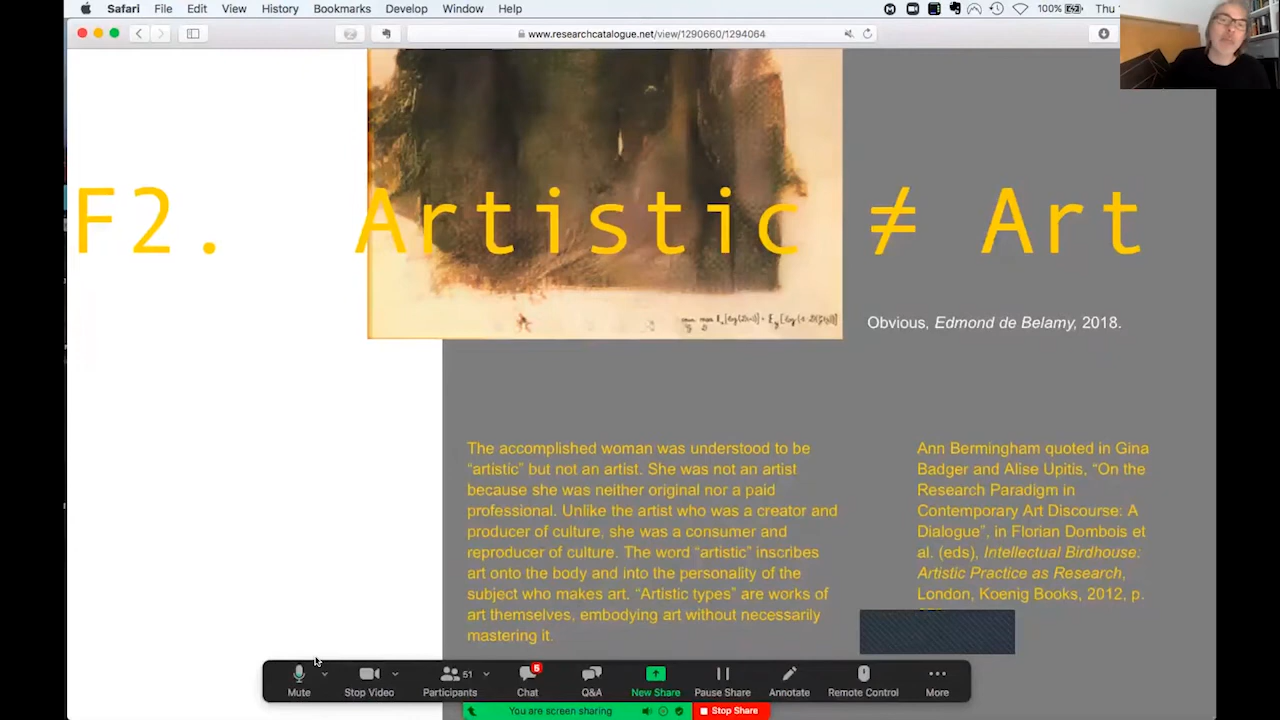 Safari File Edit View History Bookmarks Develop Window Help 100% Thu
www.researchcatalogue.net/view/1290660/1294064
F2. Artistic ≠ Art
Obvious, Edmond de Belamy, 2018.
The accomplished woman was understood to be
“artistic” but not an artist. She was not an artist
because she was neither original nor a paid
professional. Unlike the artist who was a creator and
producer of culture, she was a consumer and
reproducer of culture. The word “artistic” inscribes
art onto the body and into the personality of the
subject who makes art. “Artistic types” are works of
art themselves, embodying art without necessarily
mastering it.
Ann Bermingham quoted in Gina
Badger and Alise Upitis, “On the
Research Paradigm in
Contemporary Art Discourse: A
Dialogue”, in Florian Dombois et
al. (eds), Intellectual Birdhouse:
Artistic Practice as Research,
London, Koenig Books, 2012, p.
51 5
Mute Stop Video Participants Chat Q&A New Share Pause Share Annotate Remote Control More
You are screen sharing Stop Share